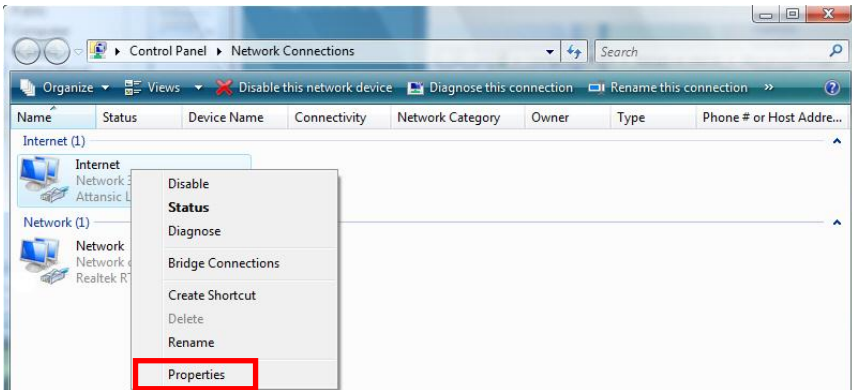 Control Panel Network Connections Search
Organize Views Disable this network device Diagnose this connection Rename this connection »
Name Status Device Name Connectivity Network Category Owner Type Phone # or Host Addre...
Internet (1)
Internet
Network
Attansic L
Network (1)
Network
Network
Realtek RT
Disable
Status
Diagnose
Bridge Connections
Create Shortcut
Delete
Rename
Properties